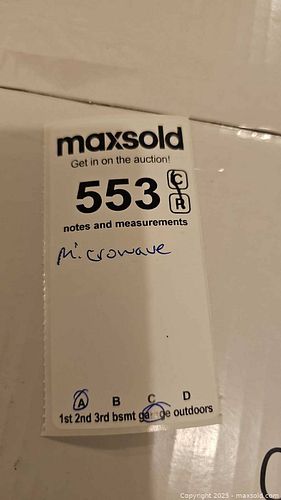 maxsold
Get in on the auction!
553 C
R
notes and measurements
Microwave
A B C D
1st 2nd 3rd bsmt garage outdoors
Copyright 2023 - maxsold.com